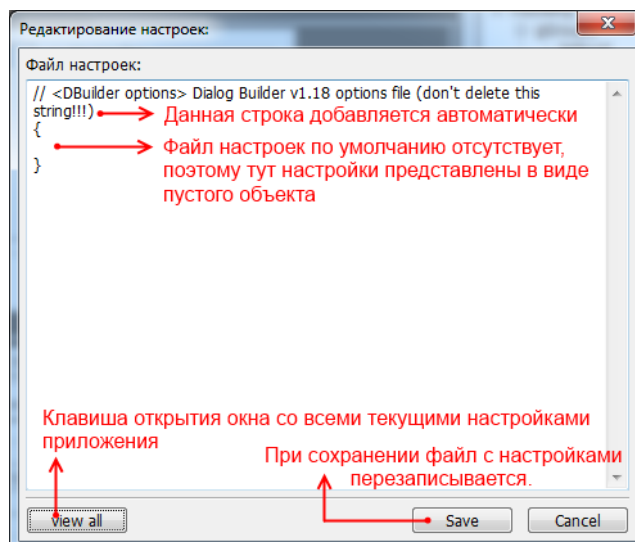 Редактирование настроек:
Файл настроек:
// <DBuilder options> Dialog Builder v1.18 options file (don't delete this
string!!!)
Данная строка добавляется автоматически
{
Файл настроек по умолчанию отсутствует,
поэтому тут настройки представлены в виде
}
пустого объекта
Клавиша открытия окна со всеми текущими настройками
приложения
При сохранении файл с настройками
перезаписывается.
View all
Save
Cancel